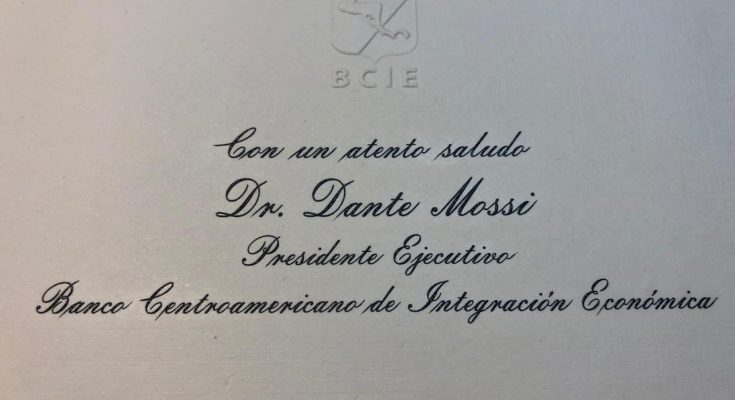 BCIE
Con un atento saludo
Dr. Dante Mossi
Presidente Ejecutivo
Banco Centroamericano de Integración Económica